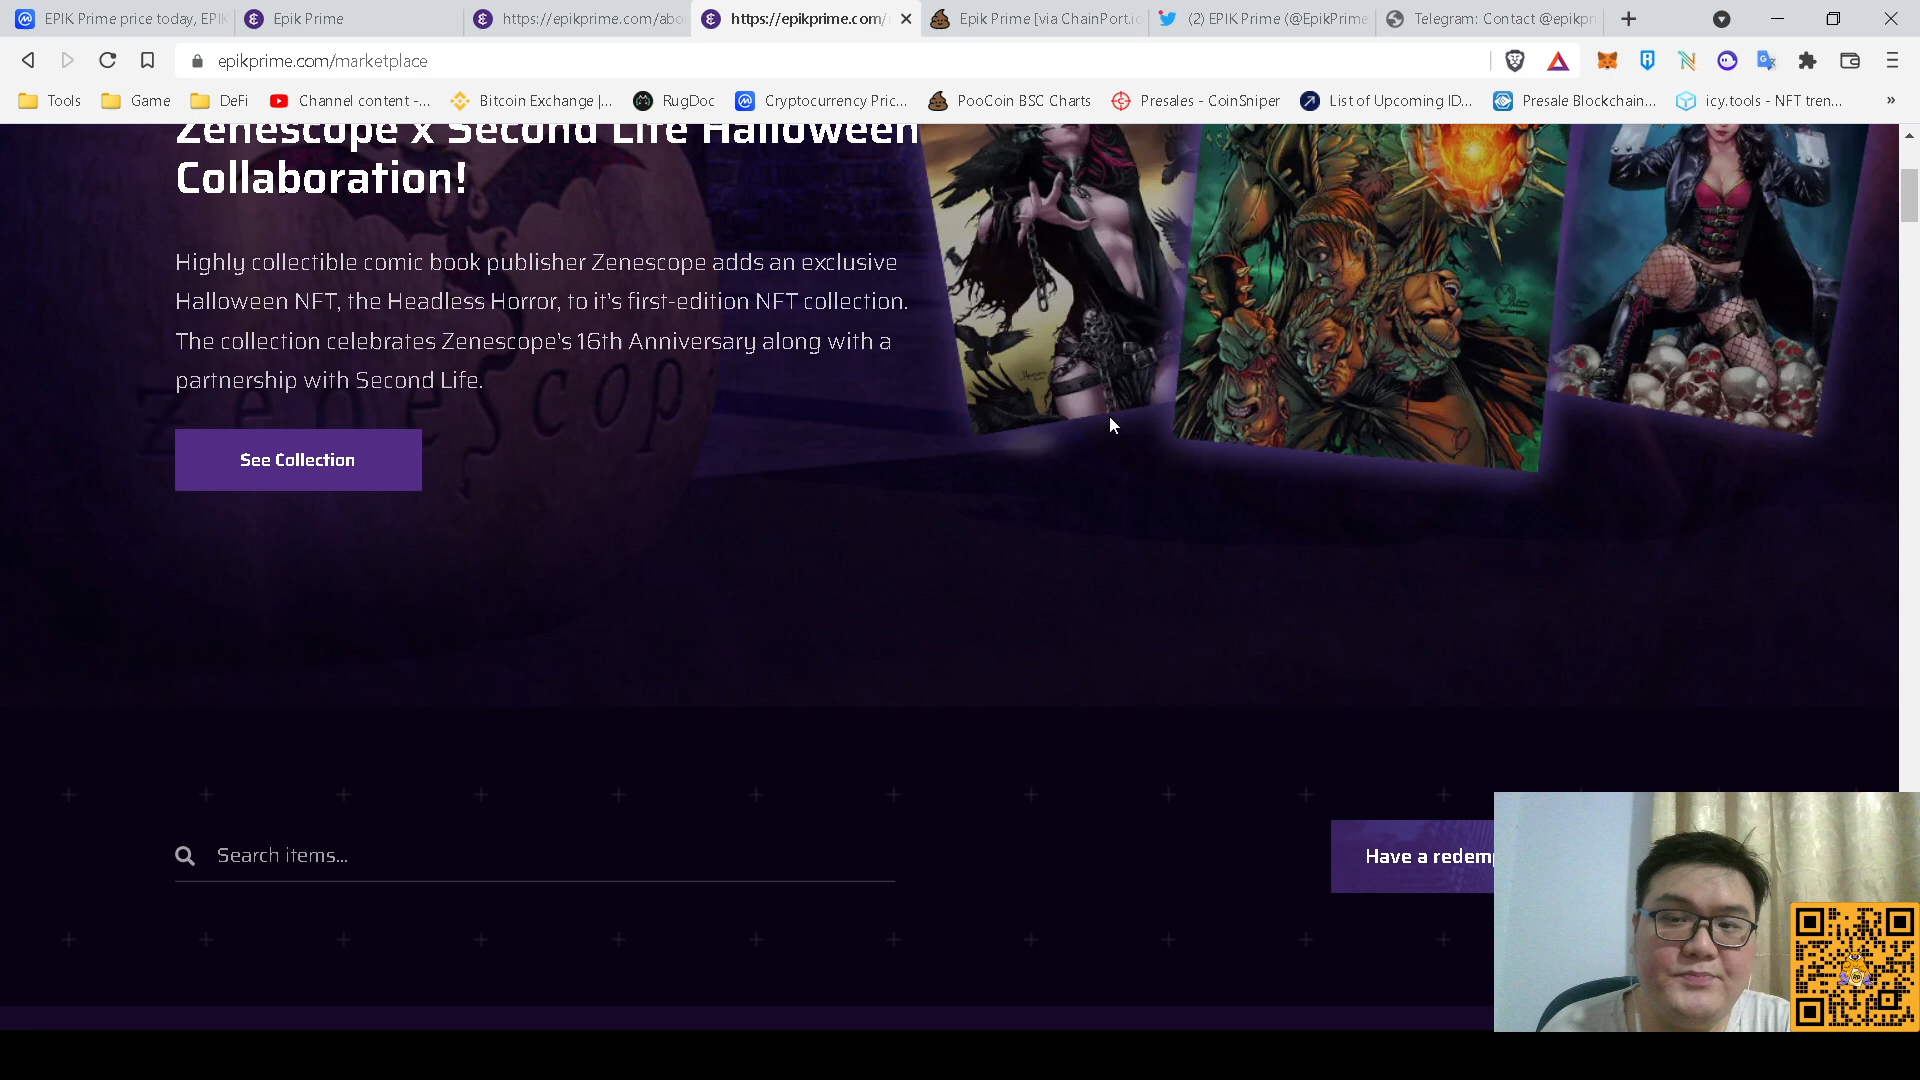 EPIK Prime price today, EPIK
Epik Prime
https://epikprime.com/abo
https://epikprime.com/
Epik Prime [via ChainPort.io
(2) EPIK Prime (@EpikPrime
Telegram: Contact @epikpr
epikprime.com/marketplace
Tools
Game
DeFi
Channel content -...
Bitcoin Exchange |...
RugDoc
Cryptocurrency Pric...
PooCoin BSC Charts
Presales - CoinSniper
List of Upcoming ID...
Presale Blockchain...
icy.tools - NFT tren...
»
Zenescope x Second Life Halloween
Collaboration!
Highly collectible comic book publisher Zenescope adds an exclusive
Halloween NFT, the Headless Horror, to it's first-edition NFT collection.
The collection celebrates Zenescope's 16th Anniversary along with a
partnership with Second Life.
zenescop
See Collection
Search items...
Have a redemp